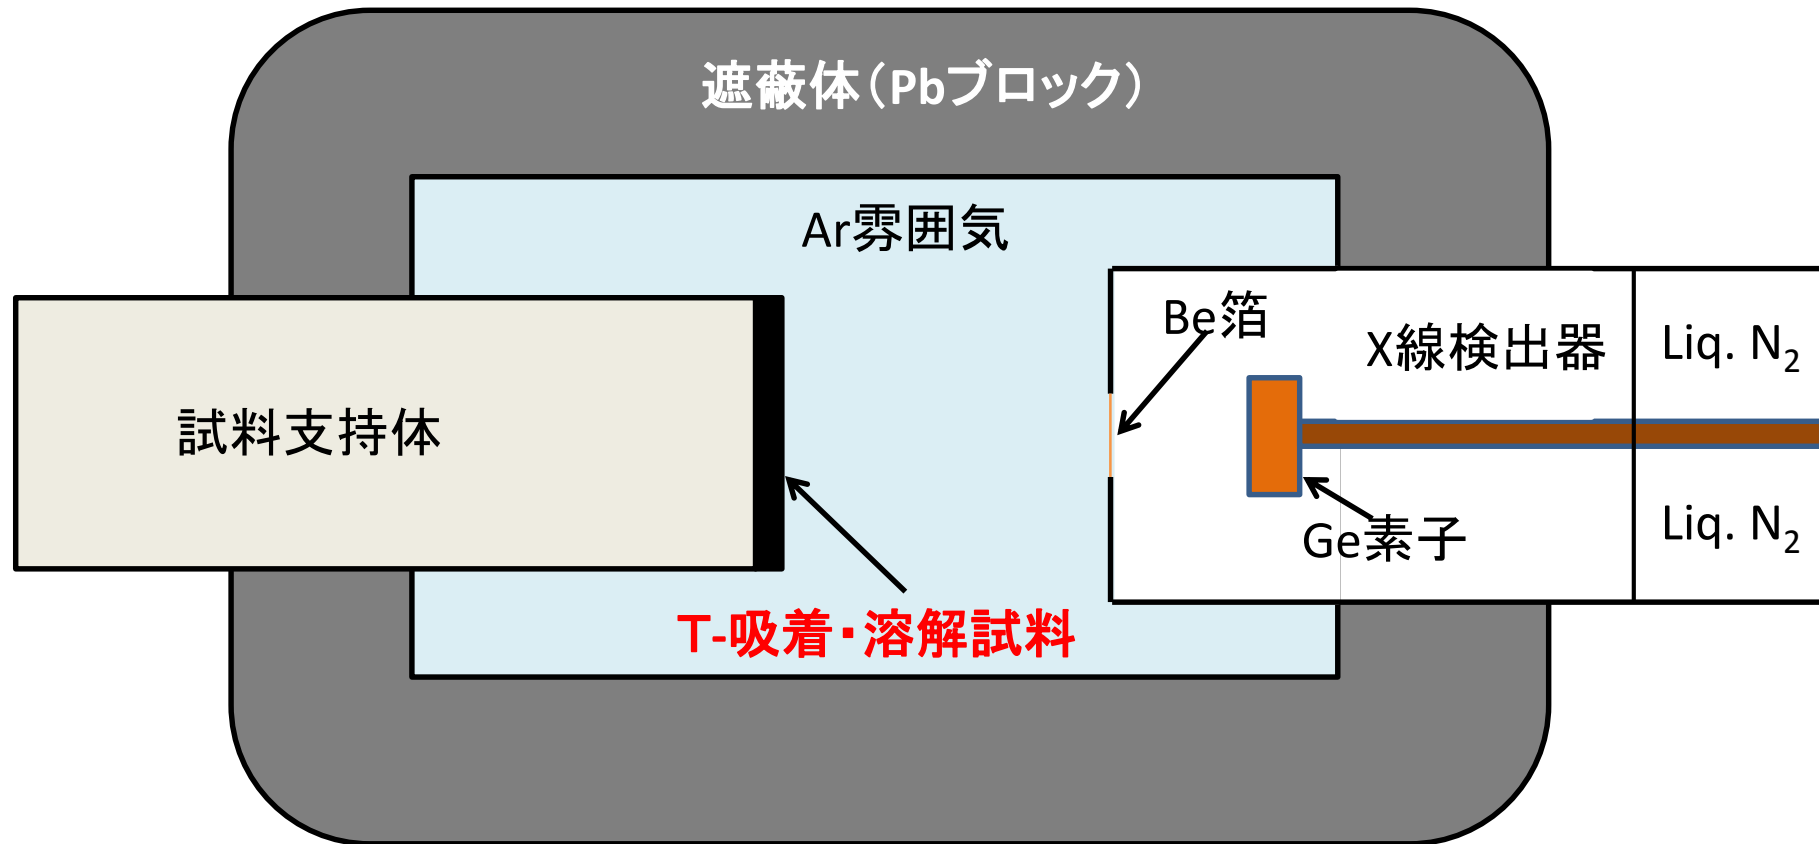 遮蔽体(Pbブロック)
Ar雰囲気
Be箔
X線検出器
Liq. N2
試料支持体
Ge素子
Liq. N2
T-吸着・溶解試料